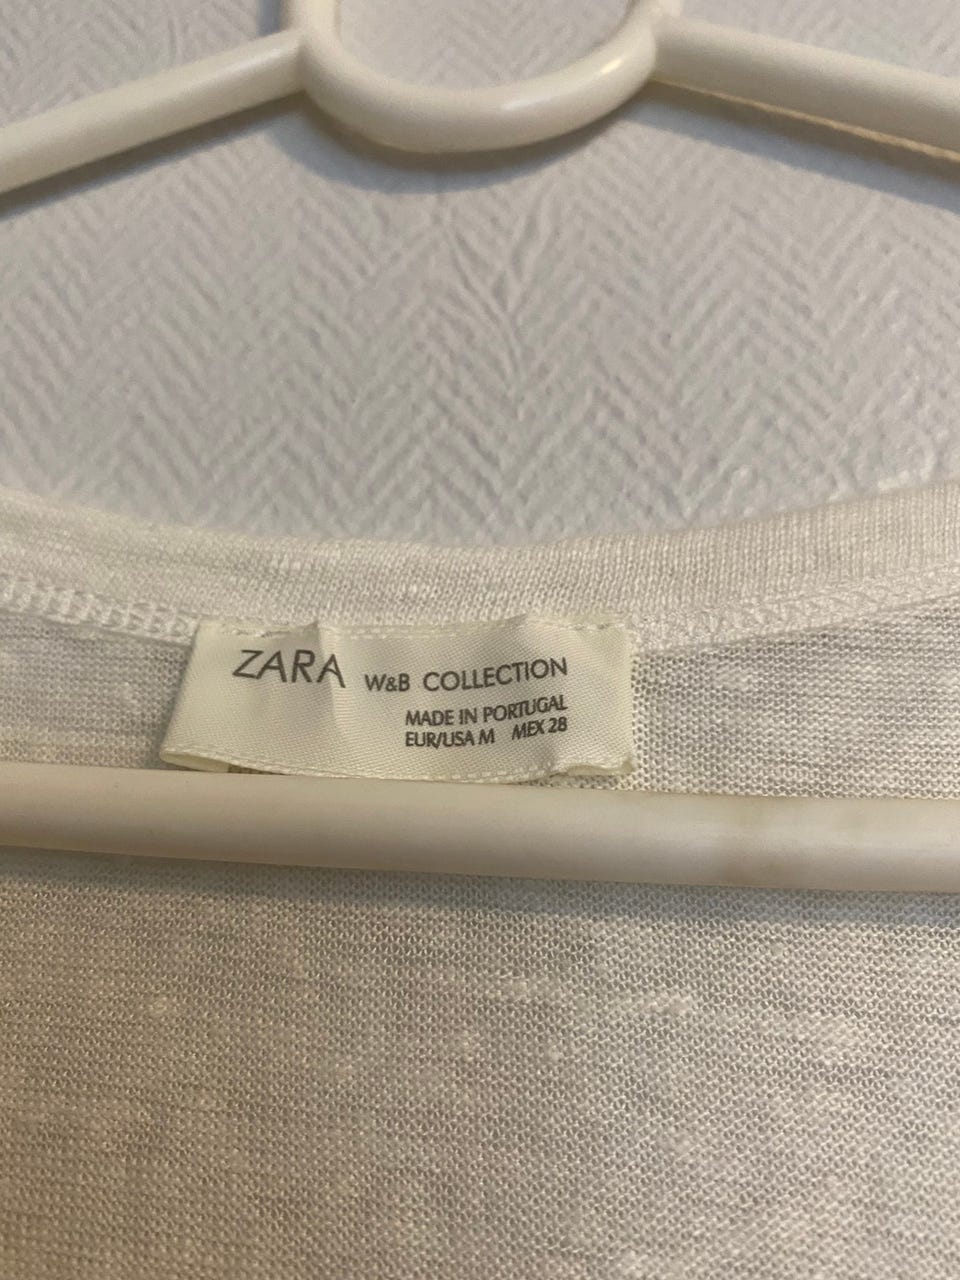 ZARA W&B COLLECTION
MADE IN PORTUGAL
EUR/USA M MEX 28